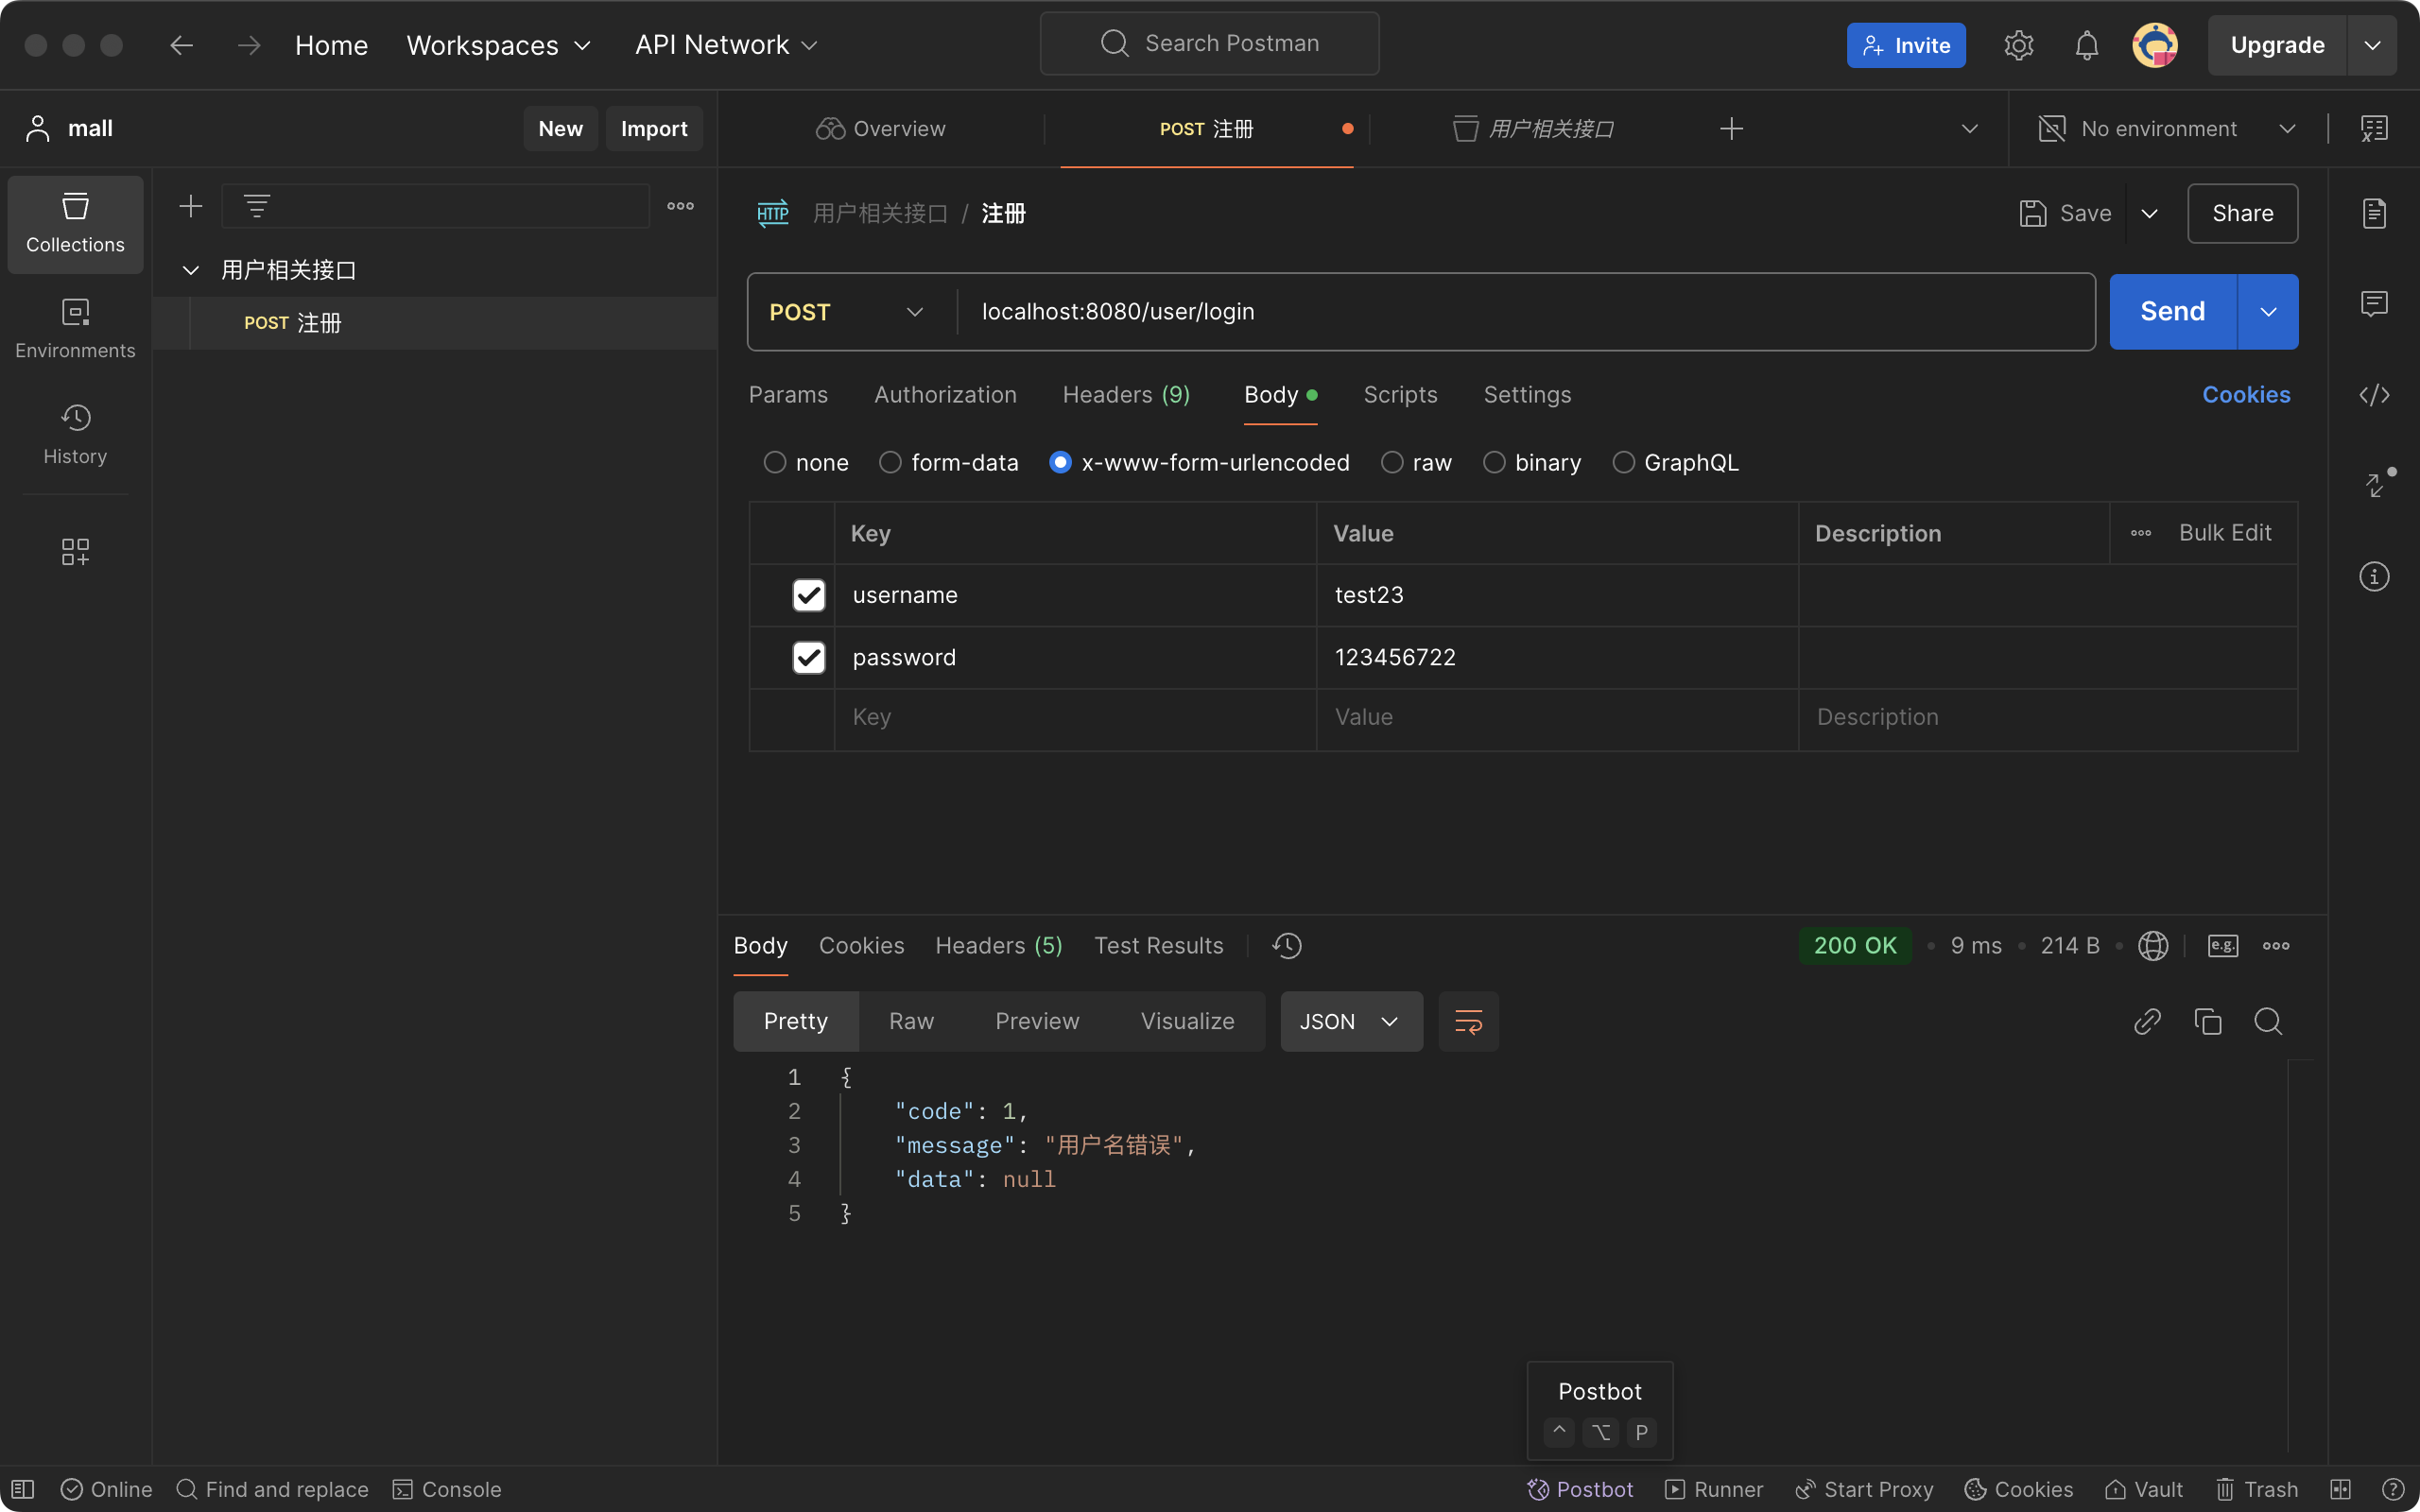 Home Workspaces API Network Search Postman Invite Upgrade
mall New Import Overview POST 注册 用户相关接口 No environment
Collections
Environments
History
用户相关接口
POST 注册
HTTP 用户相关接口 / 注册 Save Share
POST localhost:8080/user/login Send
Params Authorization Headers (9) Body Scripts Settings Cookies
none form-data x-www-form-urlencoded raw binary GraphQL
Key Value Description Bulk Edit
username test23
password 123456722
Key Value Description
Body Cookies Headers (5) Test Results 200 OK 9 ms 214 B e.g.
Pretty Raw Preview Visualize JSON
1 {
2 "code": 1,
3 "message": "用户名错误",
4 "data": null
5 }
Postbot
^ ⌥ P
Online Find and replace Console Postbot Runner Start Proxy Cookies Vault Trash